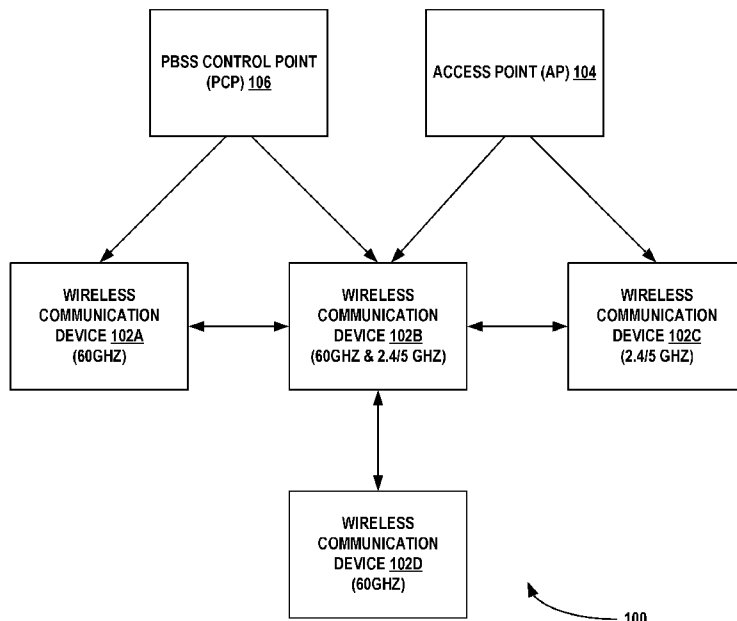 PBSS CONTROL POINT
(PCP) 106
ACCESS POINT (AP) 104
WIRELESS
COMMUNICATION
DEVICE 102A
(60GHZ)
WIRELESS
COMMUNICATION
DEVICE 102B
(60GHZ & 2.4/5 GHZ)
WIRELESS
COMMUNICATION
DEVICE 102C
(2.4/5 GHZ)
WIRELESS
COMMUNICATION
DEVICE 102D
(60GHZ)
100